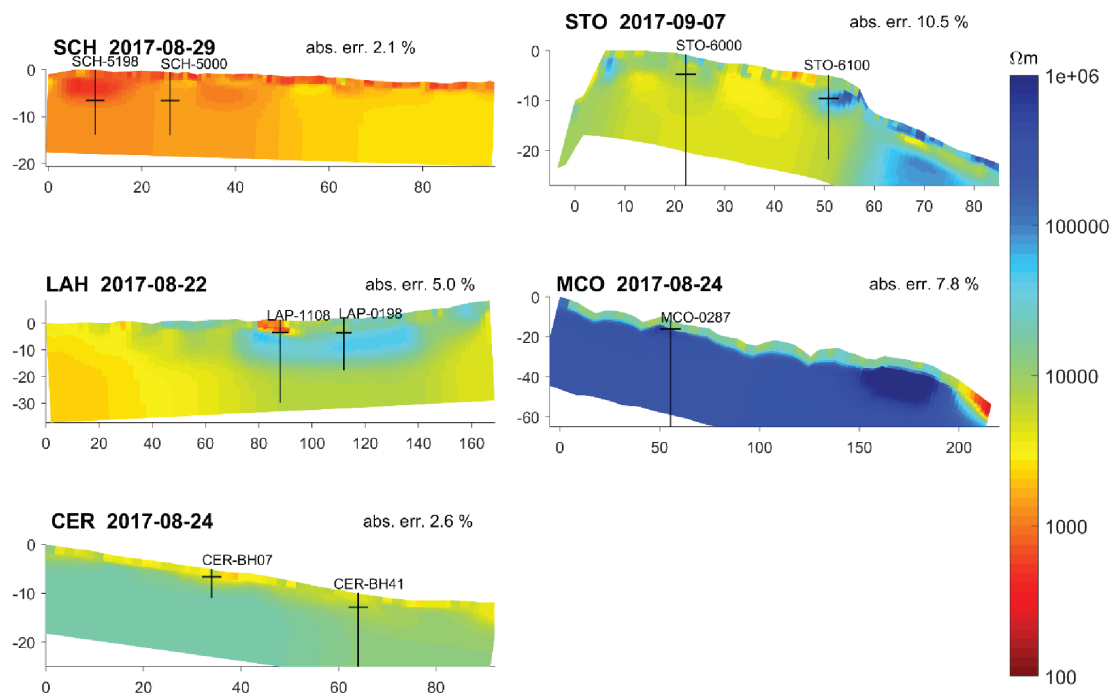 SCH 2017-08-29
abs. err. 2.1 %
SCH-5198
SCH-5000
0
-10
-20
0 20 40 60 80
STO 2017-09-07
abs. err. 10.5 %
STO-6000
STO-6100
0
-10
-20
0 10 20 30 40 50 60 70 80
LAH 2017-08-22
abs. err. 5.0 %
LAP-1108
LAP-0198
0
-10
-20
-30
0 20 40 60 80 100 120 140 160
MCO 2017-08-24
abs. err. 7.8 %
MCO-0287
0
-20
-40
-60
0 50 100 150 200
CER 2017-08-24
abs. err. 2.6 %
CER-BH07
CER-BH41
0
-10
-20
0 20 40 60 80
Ωm
1e+06
100000
10000
1000
100